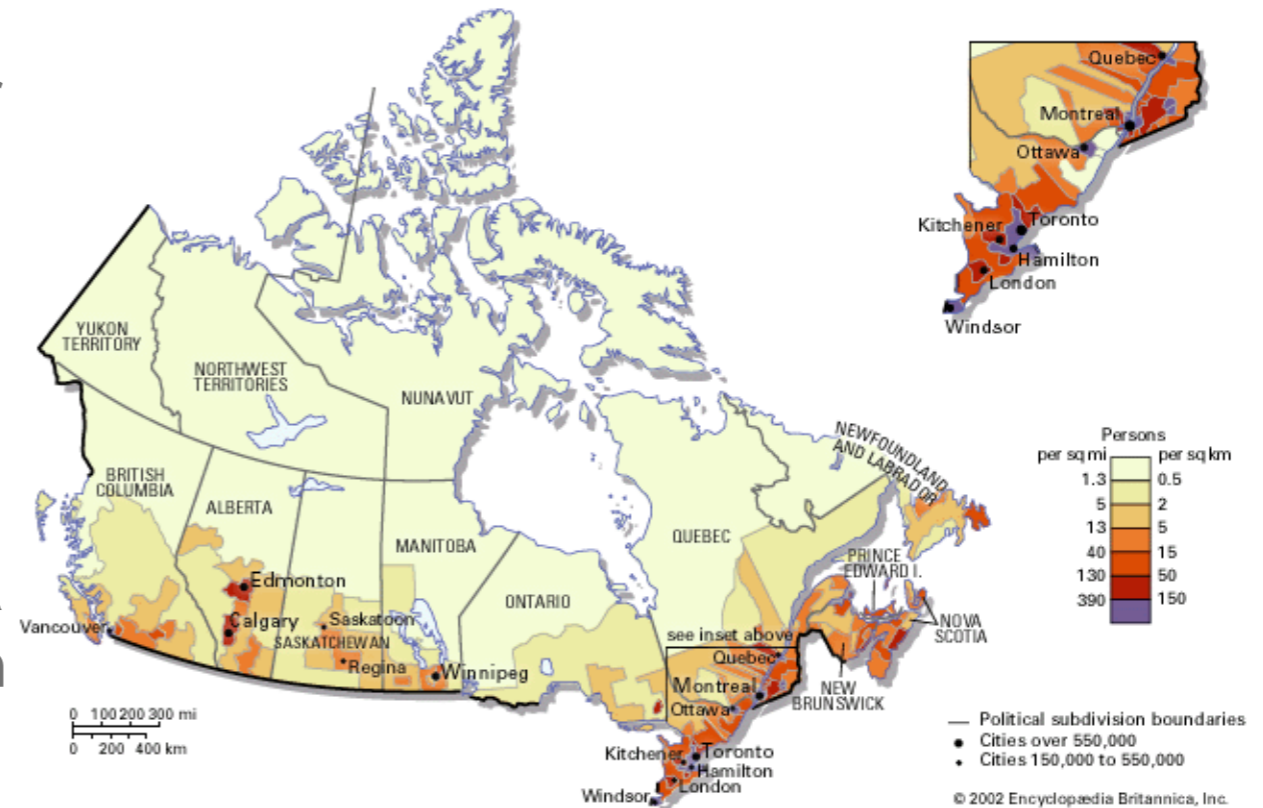 Quebec
Montreal
Ottawa
Kitchener
Toronto
Hamilton
London
Windsor
YUKON
TERRITORY
NORTHWEST
TERRITORIES
NUNAVUT
BRITISH
COLUMBIA
ALBERTA
MANITOBA
ONTARIO
QUEBEC
NEWFOUNDLAND
AND LABRADOR
PRINCE
EDWARD I.
NOVA
SCOTIA
NEW
BRUNSWICK
Edmonton
Calgary
Saskatoon
SASKATCHEWAN
Regina
Winnipeg
Vancouver
see inset above
Quebec
Montreal
Ottawa
Kitchener
Toronto
Hamilton
London
Windsor
Persons
per sq mi per sq km
1.3 0.5
5 2
13 5
40 15
130 50
390 150
0 100 200 300 mi
0 200 400 km
Political subdivision boundaries
Cities over 550,000
Cities 150,000 to 550,000
© 2002 Encyclopædia Britannica, Inc.